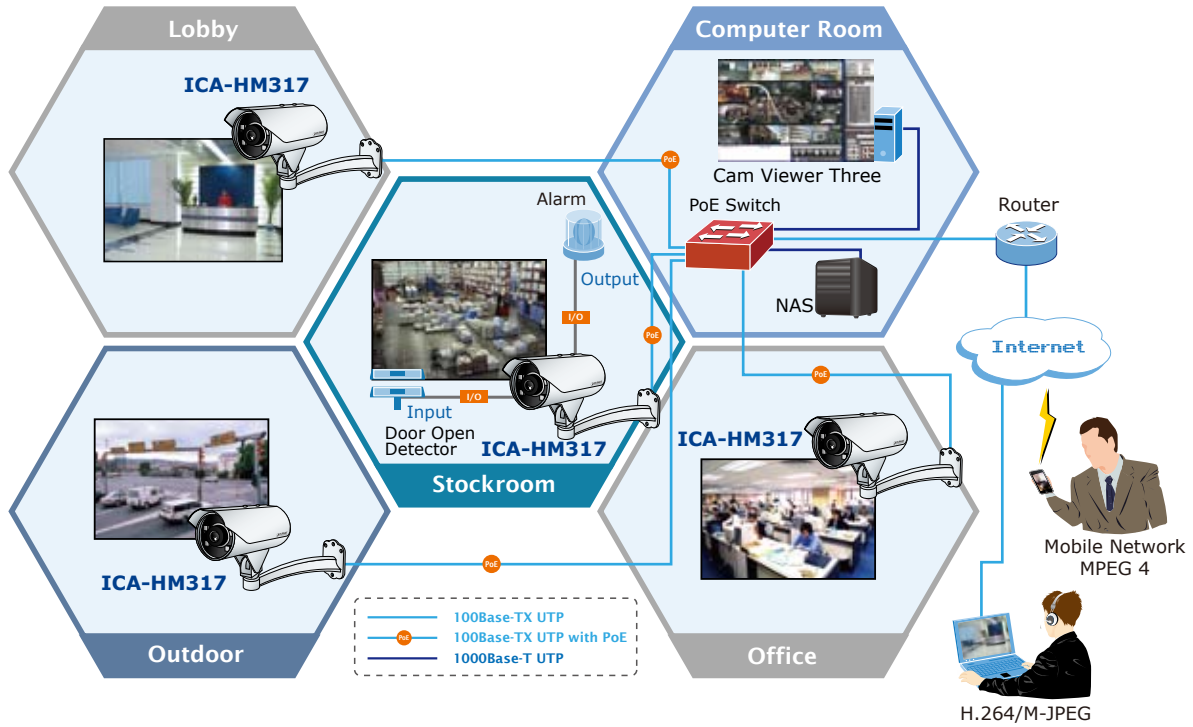 Lobby
ICA-HM317
Computer Room
Cam Viewer Three
PoE Switch
PoE
NAS
Router
Internet
Mobile Network
MPEG 4
H.264/M-JPEG
Alarm
Output
I/O
PoE
I/O
Input
Door Open
Detector
ICA-HM317
Stockroom
ICA-HM317
Outdoor
PoE
PoE
ICA-HM317
Office
100Base-TX UTP
PoE
100Base-TX UTP with PoE
1000Base-T UTP